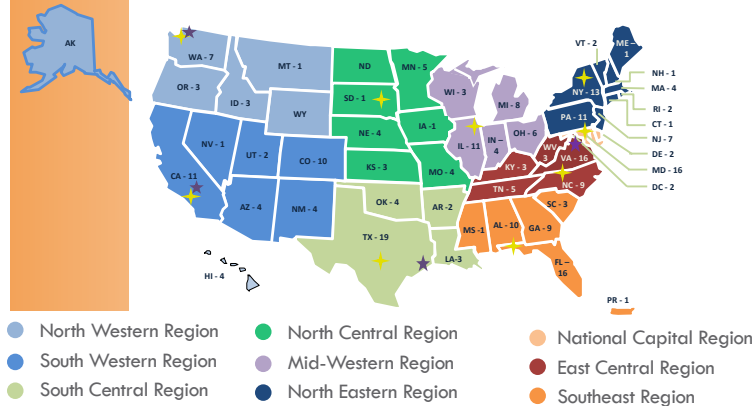 AK
WA - 7
OR - 3
MT - 1
ID - 3
WY
ND
SD - 1
NE - 4
KS - 3
MN - 5
IA -1
MO - 4
WI - 3
MI - 8
IL - 11
IN –
4
OH - 6
VT - 2
ME –
1
NH - 1
MA - 4
RI - 2
CT - 1
NJ - 7
DE - 2
MD - 16
DC - 2
NY - 13
PA - 11
WV
3
VA - 16
KY - 3
TN - 5
NC - 9
NV - 1
UT - 2
CO - 10
CA - 11
AZ - 4
NM - 4
OK - 4
TX - 19
AR -2
LA-3
MS -1
AL - 10
GA - 9
SC - 3
FL –
16
HI - 4
PR - 1
North Western Region
South Western Region
South Central Region
North Central Region
Mid-Western Region
North Eastern Region
National Capital Region
East Central Region
Southeast Region